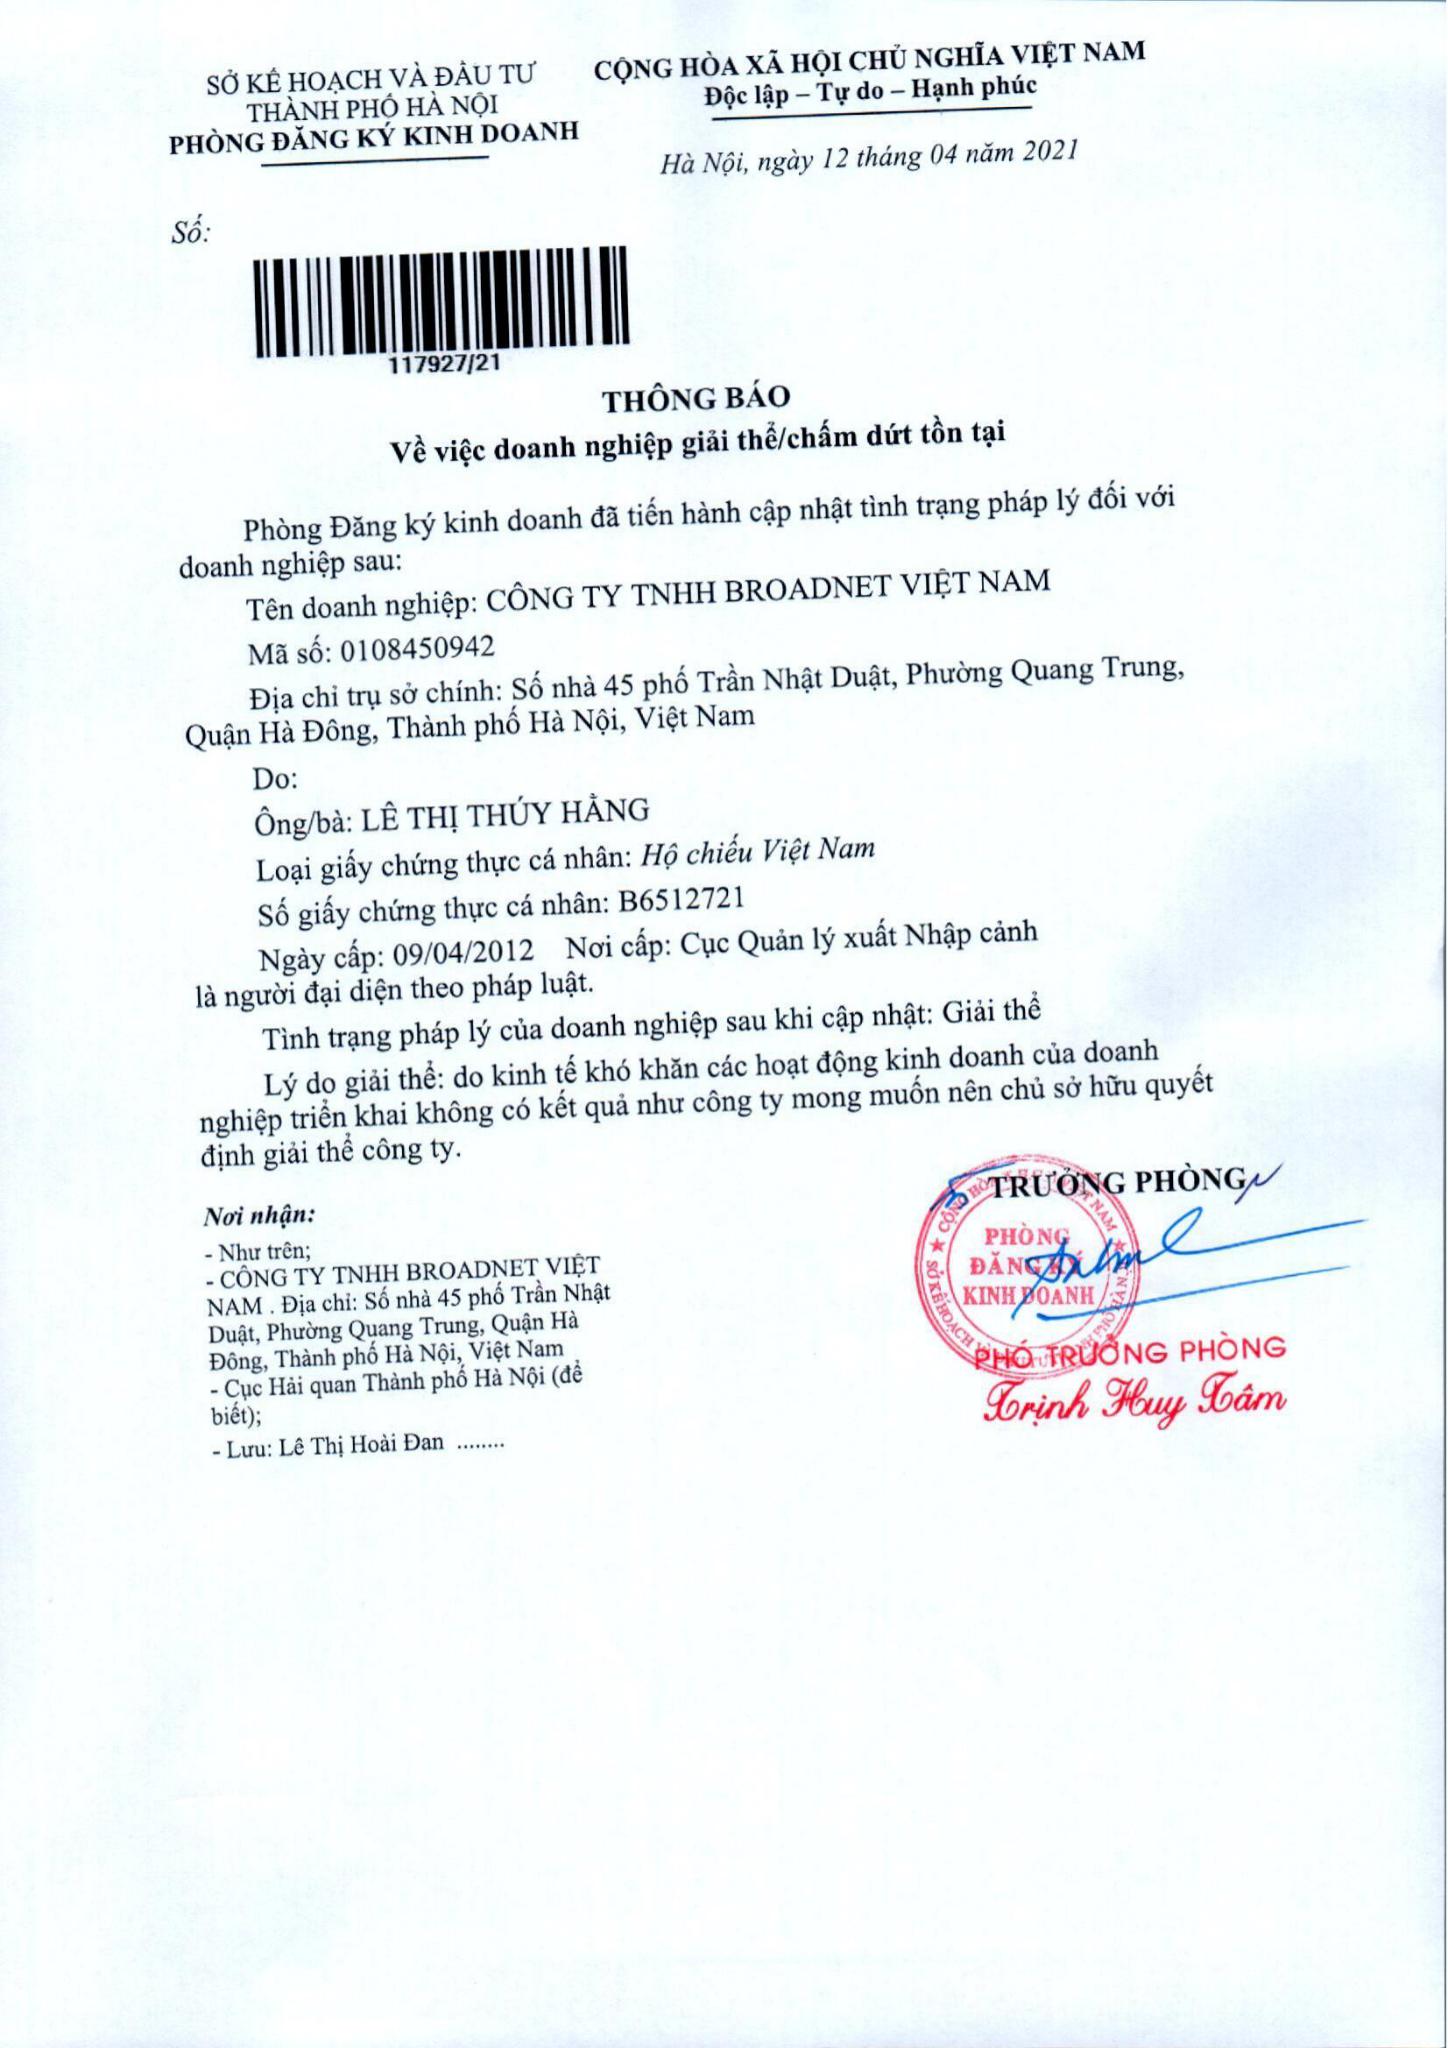 SỞ KẾ HOẠCH VÀ ĐẦU TƯ
THÀNH PHỐ HÀ NỘI
PHÒNG ĐĂNG KÝ KINH DOANH
CỘNG HÒA XÃ HỘI CHỦ NGHĨA VIỆT NAM
Độc lập – Tự do – Hạnh phúc
Hà Nội, ngày 12 tháng 04 năm 2021
Số:
117927/21
THÔNG BÁO
Về việc doanh nghiệp giải thể/chấm dứt tồn tại
Phòng Đăng ký kinh doanh đã tiến hành cập nhật tình trạng pháp lý đối với
doanh nghiệp sau:
Tên doanh nghiệp: CÔNG TY TNHH BROADNET VIỆT NAM
Mã số: 0108450942
Địa chỉ trụ sở chính: Số nhà 45 phố Trần Nhật Duật, Phường Quang Trung,
Quận Hà Đông, Thành phố Hà Nội, Việt Nam
Do:
Ông/bà: LÊ THỊ THÚY HẰNG
Loại giấy chứng thực cá nhân: Hộ chiếu Việt Nam
Số giấy chứng thực cá nhân: B6512721
Ngày cấp: 09/04/2012 Nơi cấp: Cục Quản lý xuất Nhập cảnh
là người đại diện theo pháp luật.
Tình trạng pháp lý của doanh nghiệp sau khi cập nhật: Giải thể
Lý do giải thể: do kinh tế khó khăn các hoạt động kinh doanh của doanh
nghiệp triển khai không có kết quả như công ty mong muốn nên chủ sở hữu quyết
định giải thể công ty.
Nơi nhận:
- Như trên;
- CÔNG TY TNHH BROADNET VIỆT
NAM . Địa chỉ: Số nhà 45 phố Trần Nhật
Duật, Phường Quang Trung, Quận Hà
Đông, Thành phố Hà Nội, Việt Nam
- Cục Hải quan Thành phố Hà Nội (để
biết);
- Lưu: Lê Thị Hoài Đan ........
TRƯỞNG PHÒNG
PHÒNG
ĐĂNG KÝ
KINH DOANH
PHÓ TRƯỞNG PHÒNG
Trịnh Huy Tâm